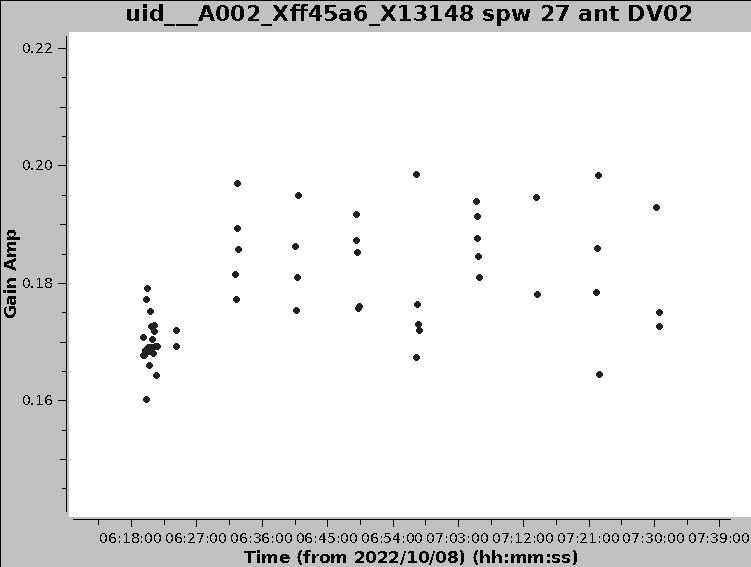 uid___A002_Xff45a6_X13148 spw 27 ant DV02
0.22
0.20
0.18
0.16
Gain Amp
06:18:00 06:27:00 06:36:00 06:45:00 06:54:00 07:03:00 07:12:00 07:21:00 07:30:00 07:39:00
Time (from 2022/10/08) (hh:mm:ss)